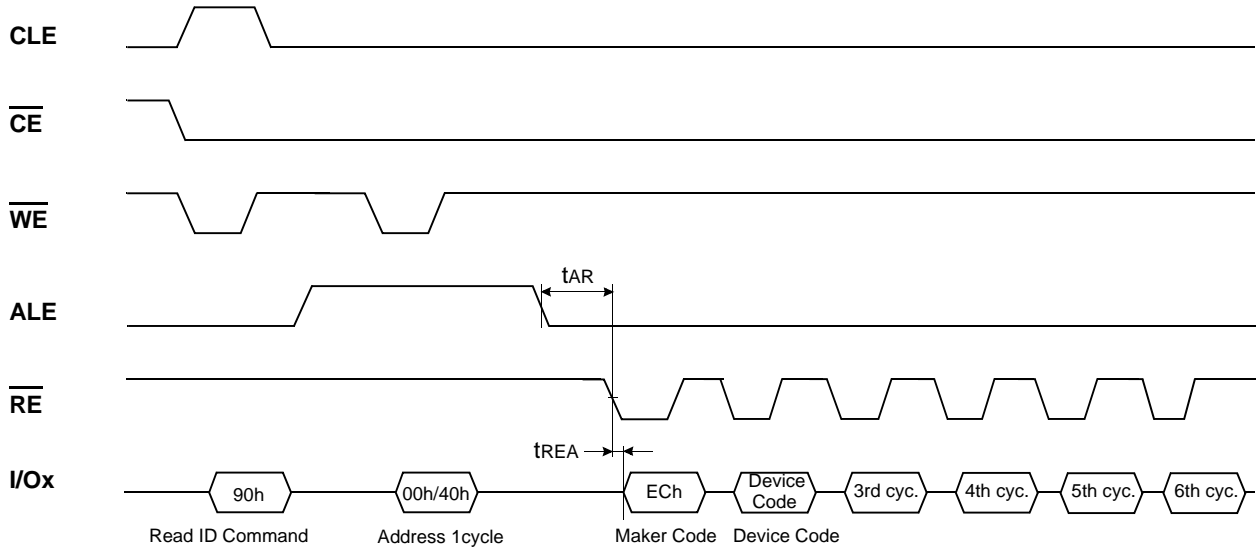 CLE
CE
WE
ALE
tAR
RE
tREA
I/Ox
90h
00h/40h
ECh
Device
Code
3rd cyc.
4th cyc.
5th cyc.
6th cyc.
Read ID Command
Address 1cycle
Maker Code
Device Code